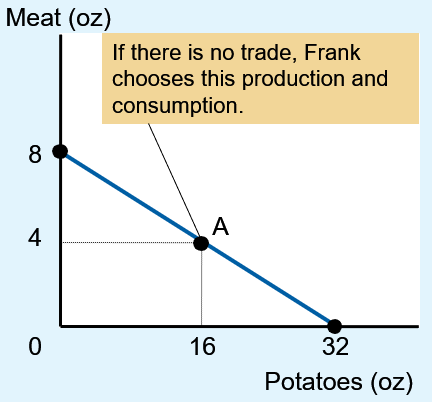 Meat (oz)
If there is no trade, Frank
chooses this production and
consumption.
8
A
4
0
16
32
Potatoes (oz)